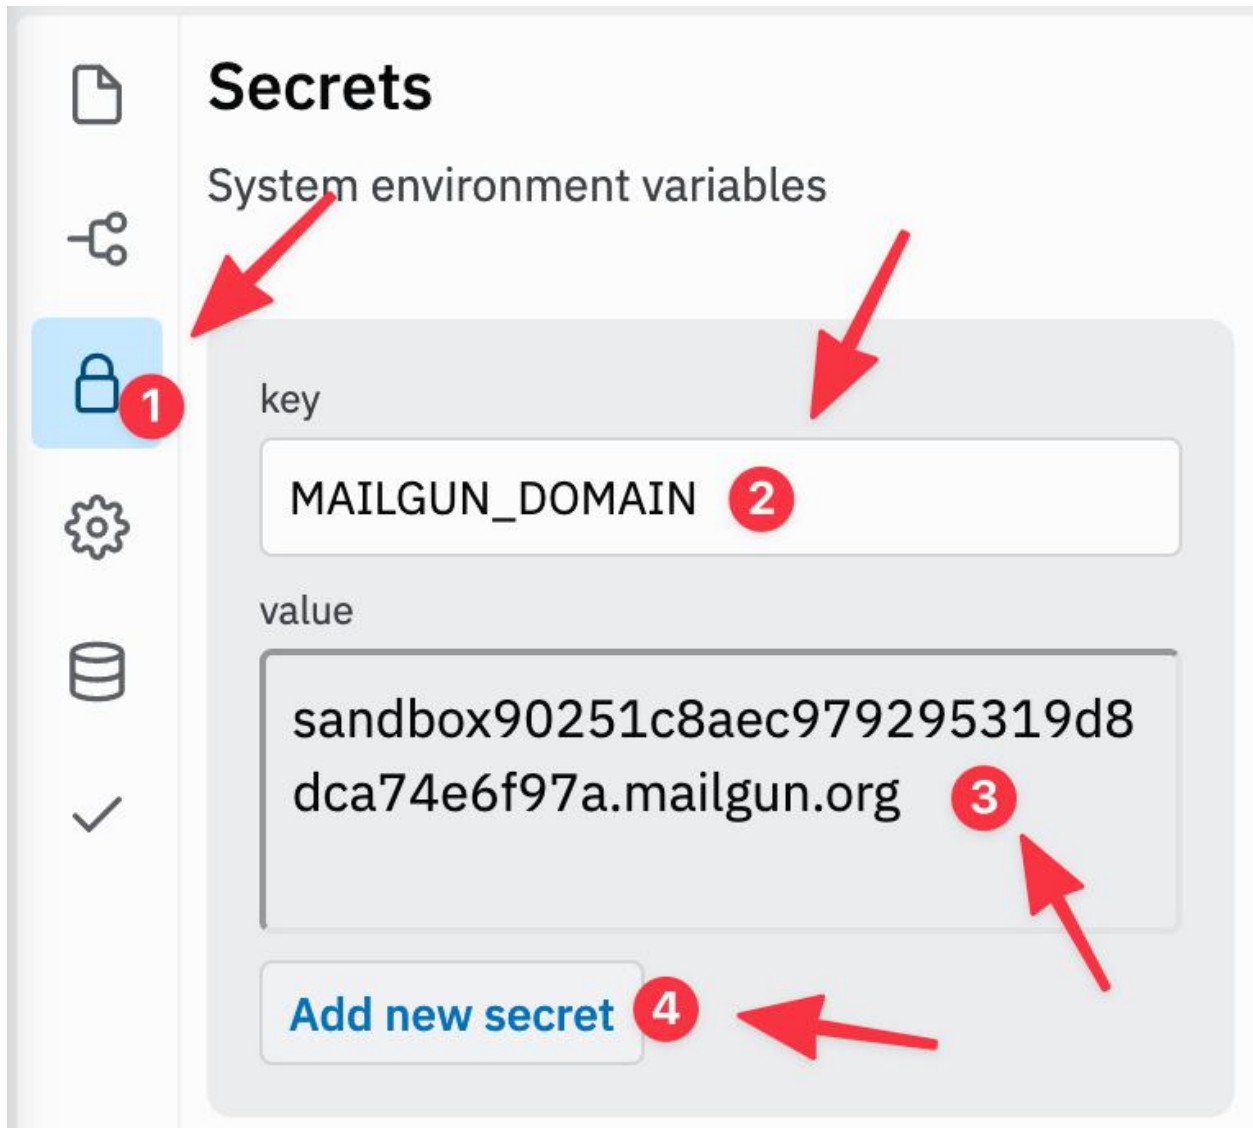 Secrets
System environment variables
1
key
MAILGUN_DOMAIN 2
value
sandbox90251c8aec979295319d8
dca74e6f97a.mailgun.org 3
Add new secret 4